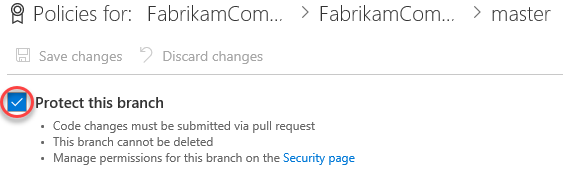 Policies for: FabrikamCom... > FabrikamCom... > master
Save changes Discard changes
Protect this branch
• Code changes must be submitted via pull request
• This branch cannot be deleted
• Manage permissions for this branch on the Security page